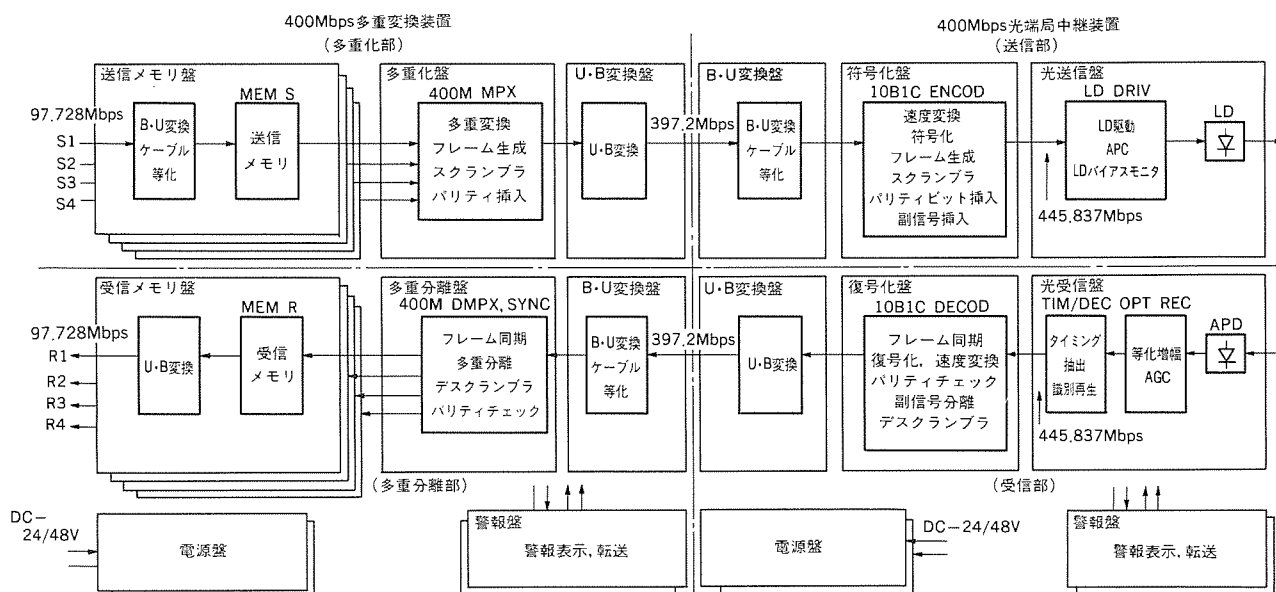 400Mbps多重変換装置
(多重化部)
400Mbps光端局中継装置
(送信部)
送信メモリ盤
97.728Mbps
S1
S2
S3
S4
B・U変換
ケーブル
等化
MEM S
送信
メモリ
多重化盤
400M MPX
多重変換
フレーム生成
スクランブラ
パリティ挿入
U・B変換盤
U・B変換
397.2Mbps
B・U変換盤
B・U変換
ケーブル
等化
符号化盤
10B1C ENCOD
速度変換
符号化
フレーム生成
スクランブラ
パリティビット挿入
副信号挿入
445.837Mbps
光送信盤
LD DRIV
LD駆動
APC
LDバイアスモニタ
LD
受信メモリ盤
97.728Mbps
R1
R2
R3
R4
U・B変換
MEM R
受信
メモリ
多重分離盤
400M DMPX, SYNC
フレーム同期
多重分離
デスクランブラ
パリティチェック
B・U変換盤
B・U変換
ケーブル
等化
397.2Mbps
U・B変換盤
U・B変換
復号化盤
10B1C DECOD
フレーム同期
復号化, 速度変換
パリティチェック
副信号分離
デスクランブラ
光受信盤
TIM/DEC OPT REC
タイミング
抽出
識別再生
等化増幅
AGC
APD
445.837Mbps
(多重分離部)
(受信部)
DC−
24/48V
電源盤
警報盤
警報表示, 転送
電源盤
DC−24/48V
警報盤
警報表示, 転送